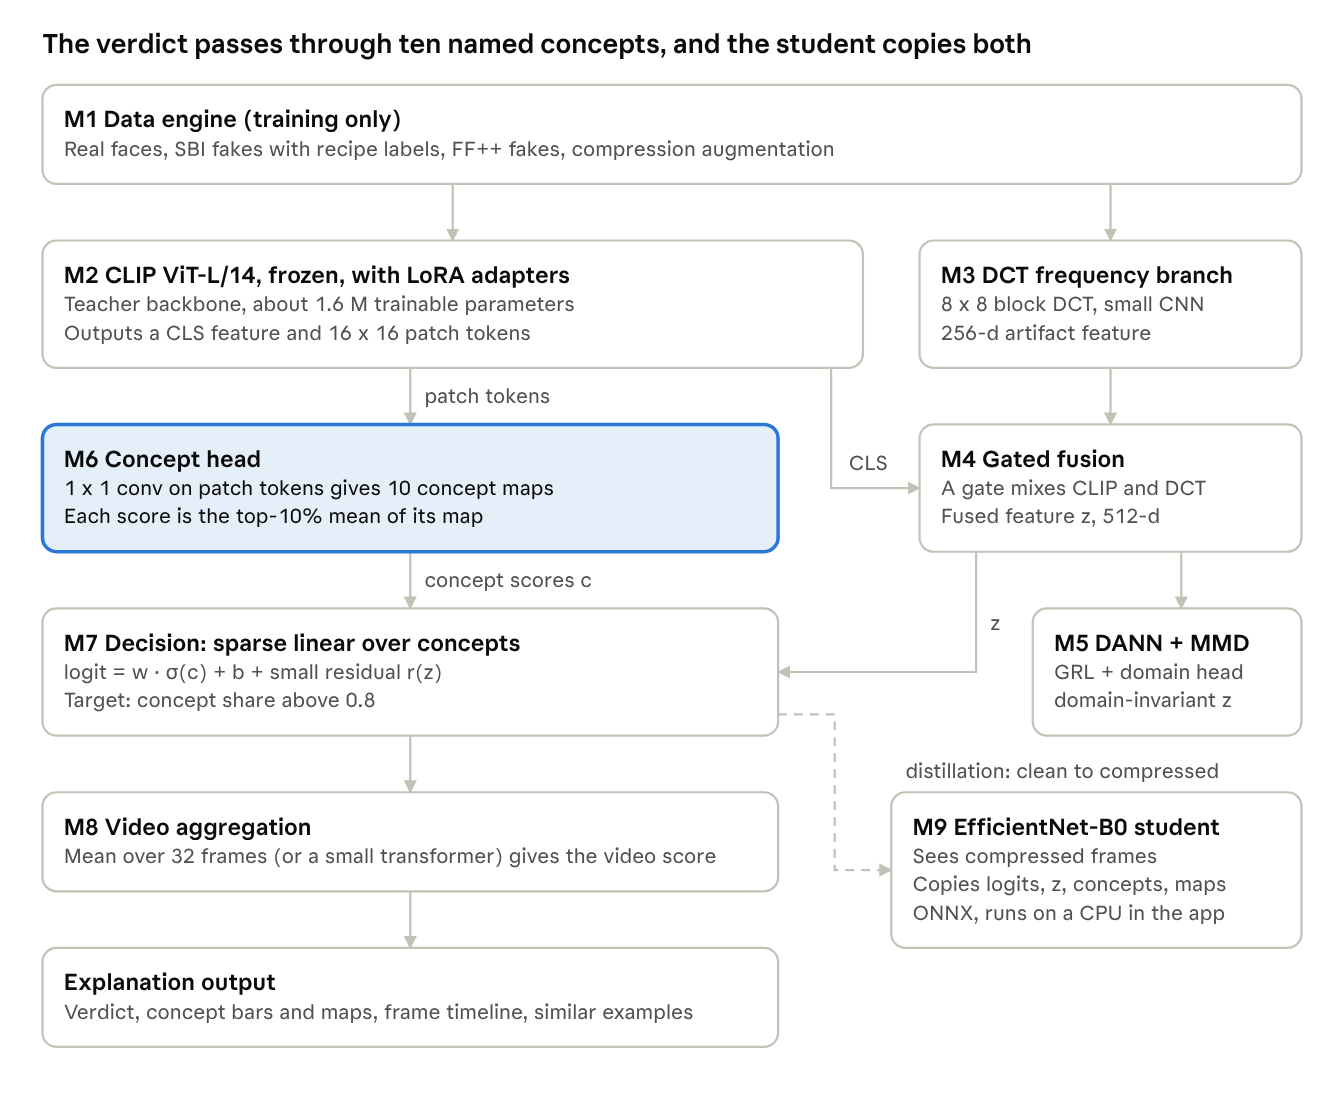 The verdict passes through ten named concepts, and the student copies both
M1 Data engine (training only)
Real faces, SBI fakes with recipe labels, FF++ fakes, compression augmentation
M2 CLIP ViT-L/14, frozen, with LoRA adapters
Teacher backbone, about 1.6 M trainable parameters
Outputs a CLS feature and 16 x 16 patch tokens
M3 DCT frequency branch
8 x 8 block DCT, small CNN
256-d artifact feature
patch tokens
CLS
M6 Concept head
1 x 1 conv on patch tokens gives 10 concept maps
Each score is the top-10% mean of its map
M4 Gated fusion
A gate mixes CLIP and DCT
Fused feature z, 512-d
concept scores c
z
M7 Decision: sparse linear over concepts
logit = w · σ(c) + b + small residual r(z)
Target: concept share above 0.8
M5 DANN + MMD
GRL + domain head
domain-invariant z
distillation: clean to compressed
M8 Video aggregation
Mean over 32 frames (or a small transformer) gives the video score
M9 EfficientNet-B0 student
Sees compressed frames
Copies logits, z, concepts, maps
ONNX, runs on a CPU in the app
Explanation output
Verdict, concept bars and maps, frame timeline, similar examples